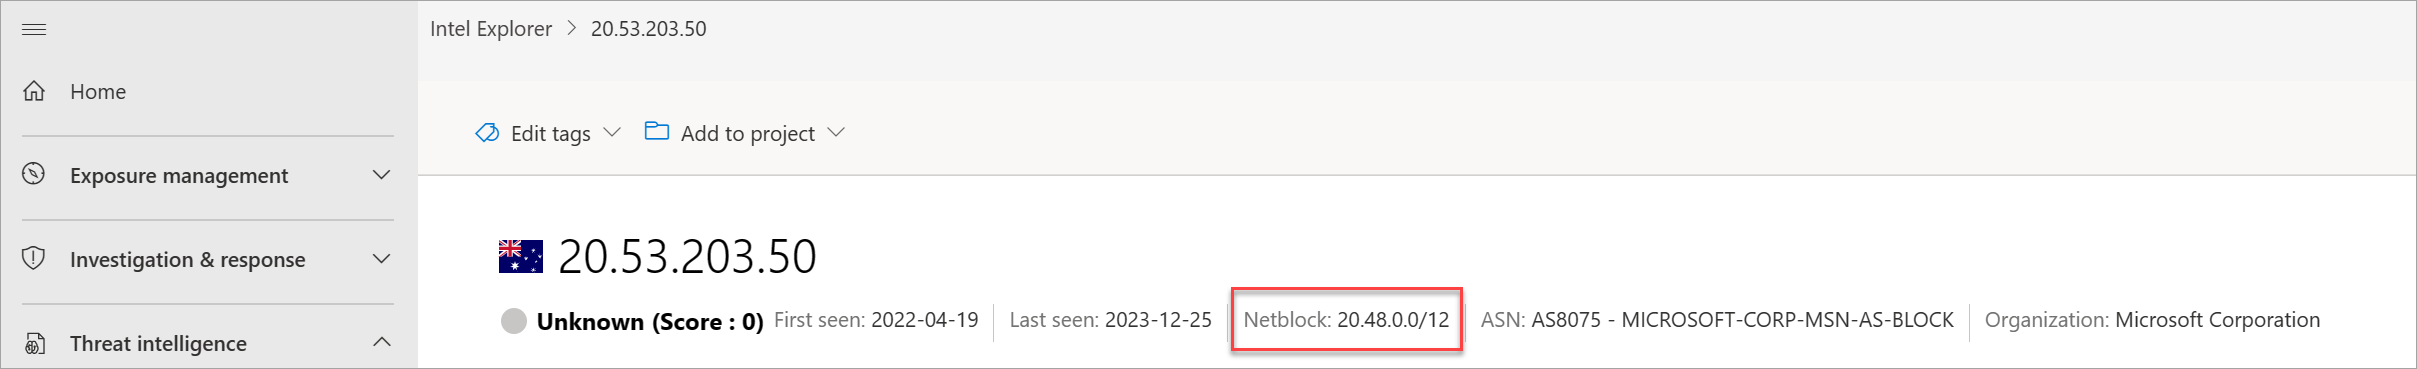 Intel Explorer > 20.53.203.50
Home
Edit tags
Add to project
Exposure management
Investigation & response
Threat intelligence
20.53.203.50
Unknown (Score : 0) First seen: 2022-04-19 Last seen: 2023-12-25 Netblock: 20.48.0.0/12 ASN: AS8075 - MICROSOFT-CORP-MSN-AS-BLOCK Organization: Microsoft Corporation